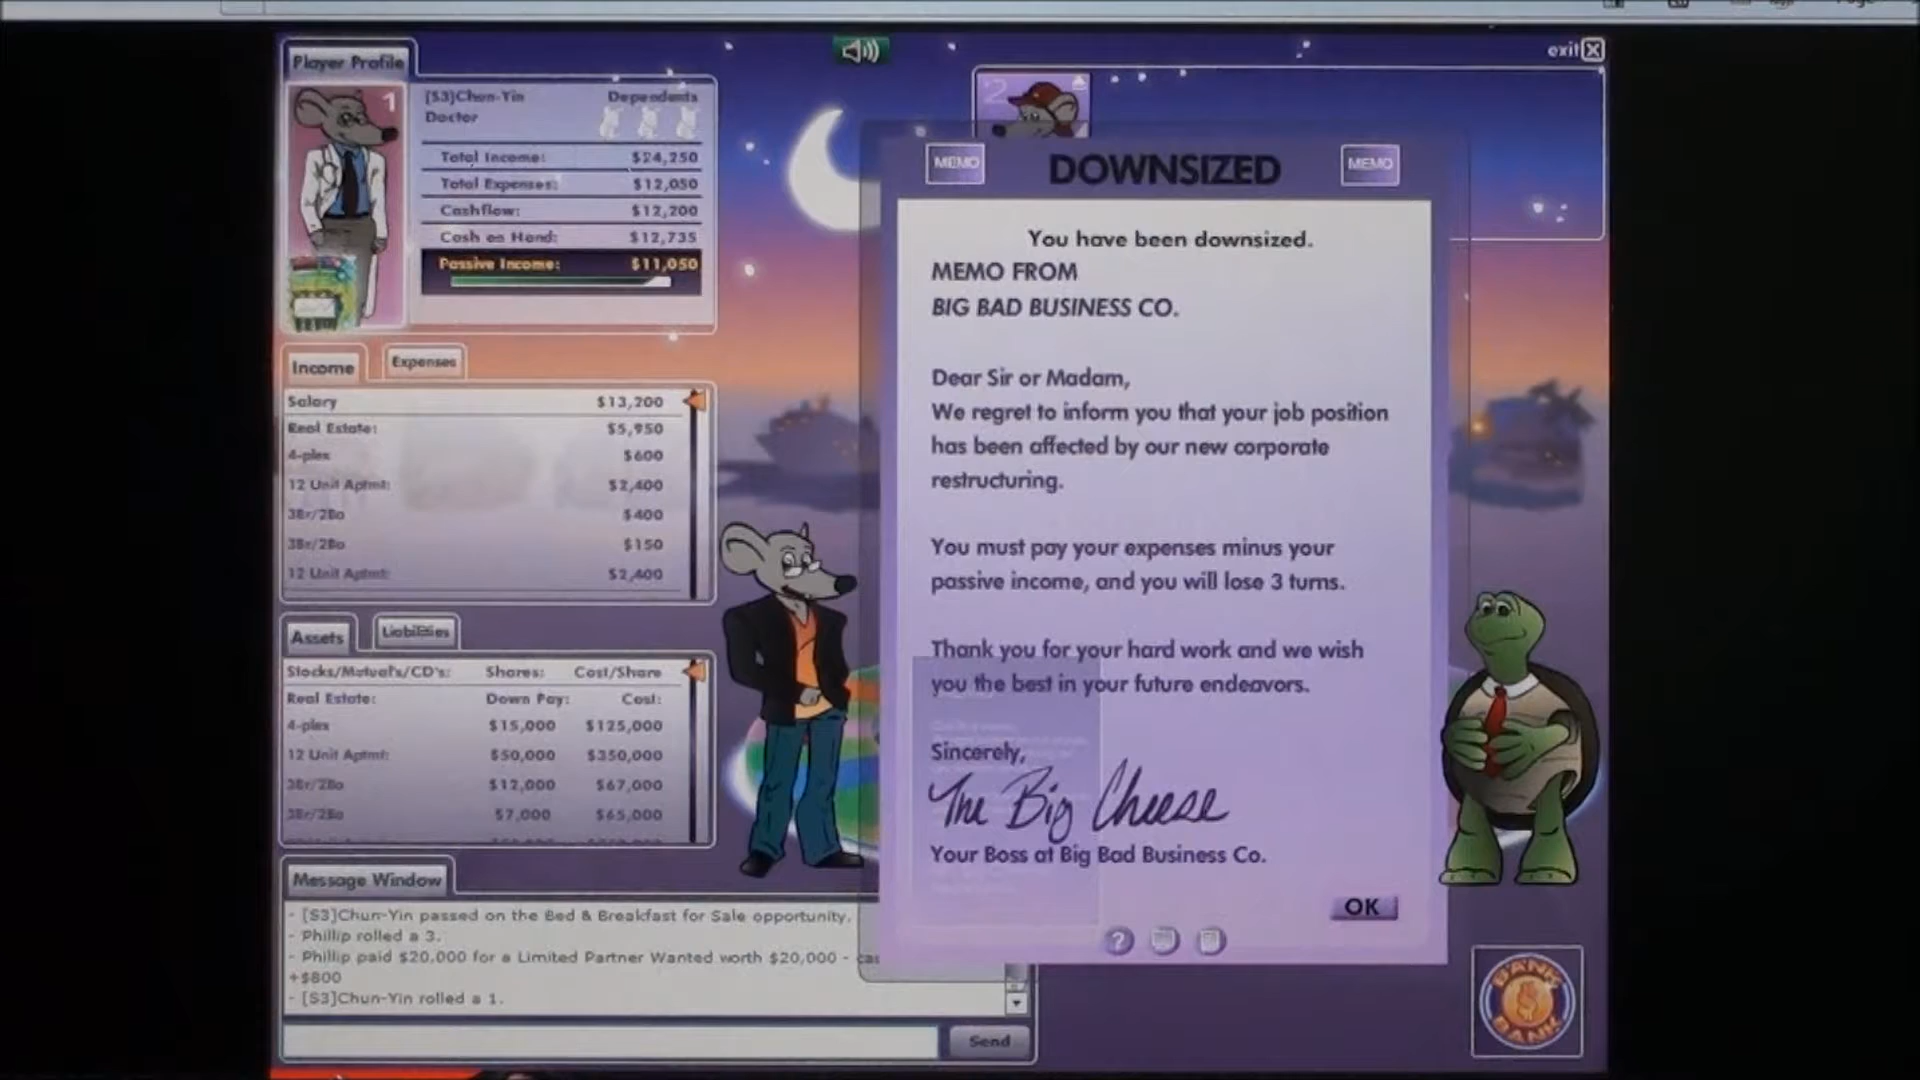 exit
Player Profile
1
[S3]Chun-Yin
Dependents
Doctor
Total Income: $24,250
Total Expenses: $12,050
Cashflow: $12,200
Cash on Hand: $12,735
Passive Income: $11,050
2
Income
Expenses
Salary $13,200
Real Estate: $5,950
4-plex $600
12 Unit Aptmt: $2,400
3Br/2Ba $400
3Br/2Ba $150
12 Unit Aptmt: $2,400
Assets
Liabilities
Stocks/Mutual's/CD's: Shares: Cost/Share
Real Estate: Down Pay: Cost:
4-plex $15,000 $125,000
12 Unit Aptmt: $50,000 $350,000
3Br/2Ba $12,000 $67,000
3Br/2Ba $7,000 $65,000
Message Window
- [S3]Chun-Yin passed on the Bed & Breakfast for Sale opportunity.
- Phillip rolled a 3.
- Phillip paid $20,000 for a Limited Partner Wanted worth $20,000 -
+$800
- [S3]Chun-Yin rolled a 1.
Send
MEMO
DOWNSIZED
MEMO
You have been downsized.
MEMO FROM
BIG BAD BUSINESS CO.
Dear Sir or Madam,
We regret to inform you that your job position
has been affected by our new corporate
restructuring.
You must pay your expenses minus your
passive income, and you will lose 3 turns.
Thank you for your hard work and we wish
you the best in your future endeavors.
Sincerely,
The Big Cheese
Your Boss at Big Bad Business Co.
OK
?
BANK
$
BANK